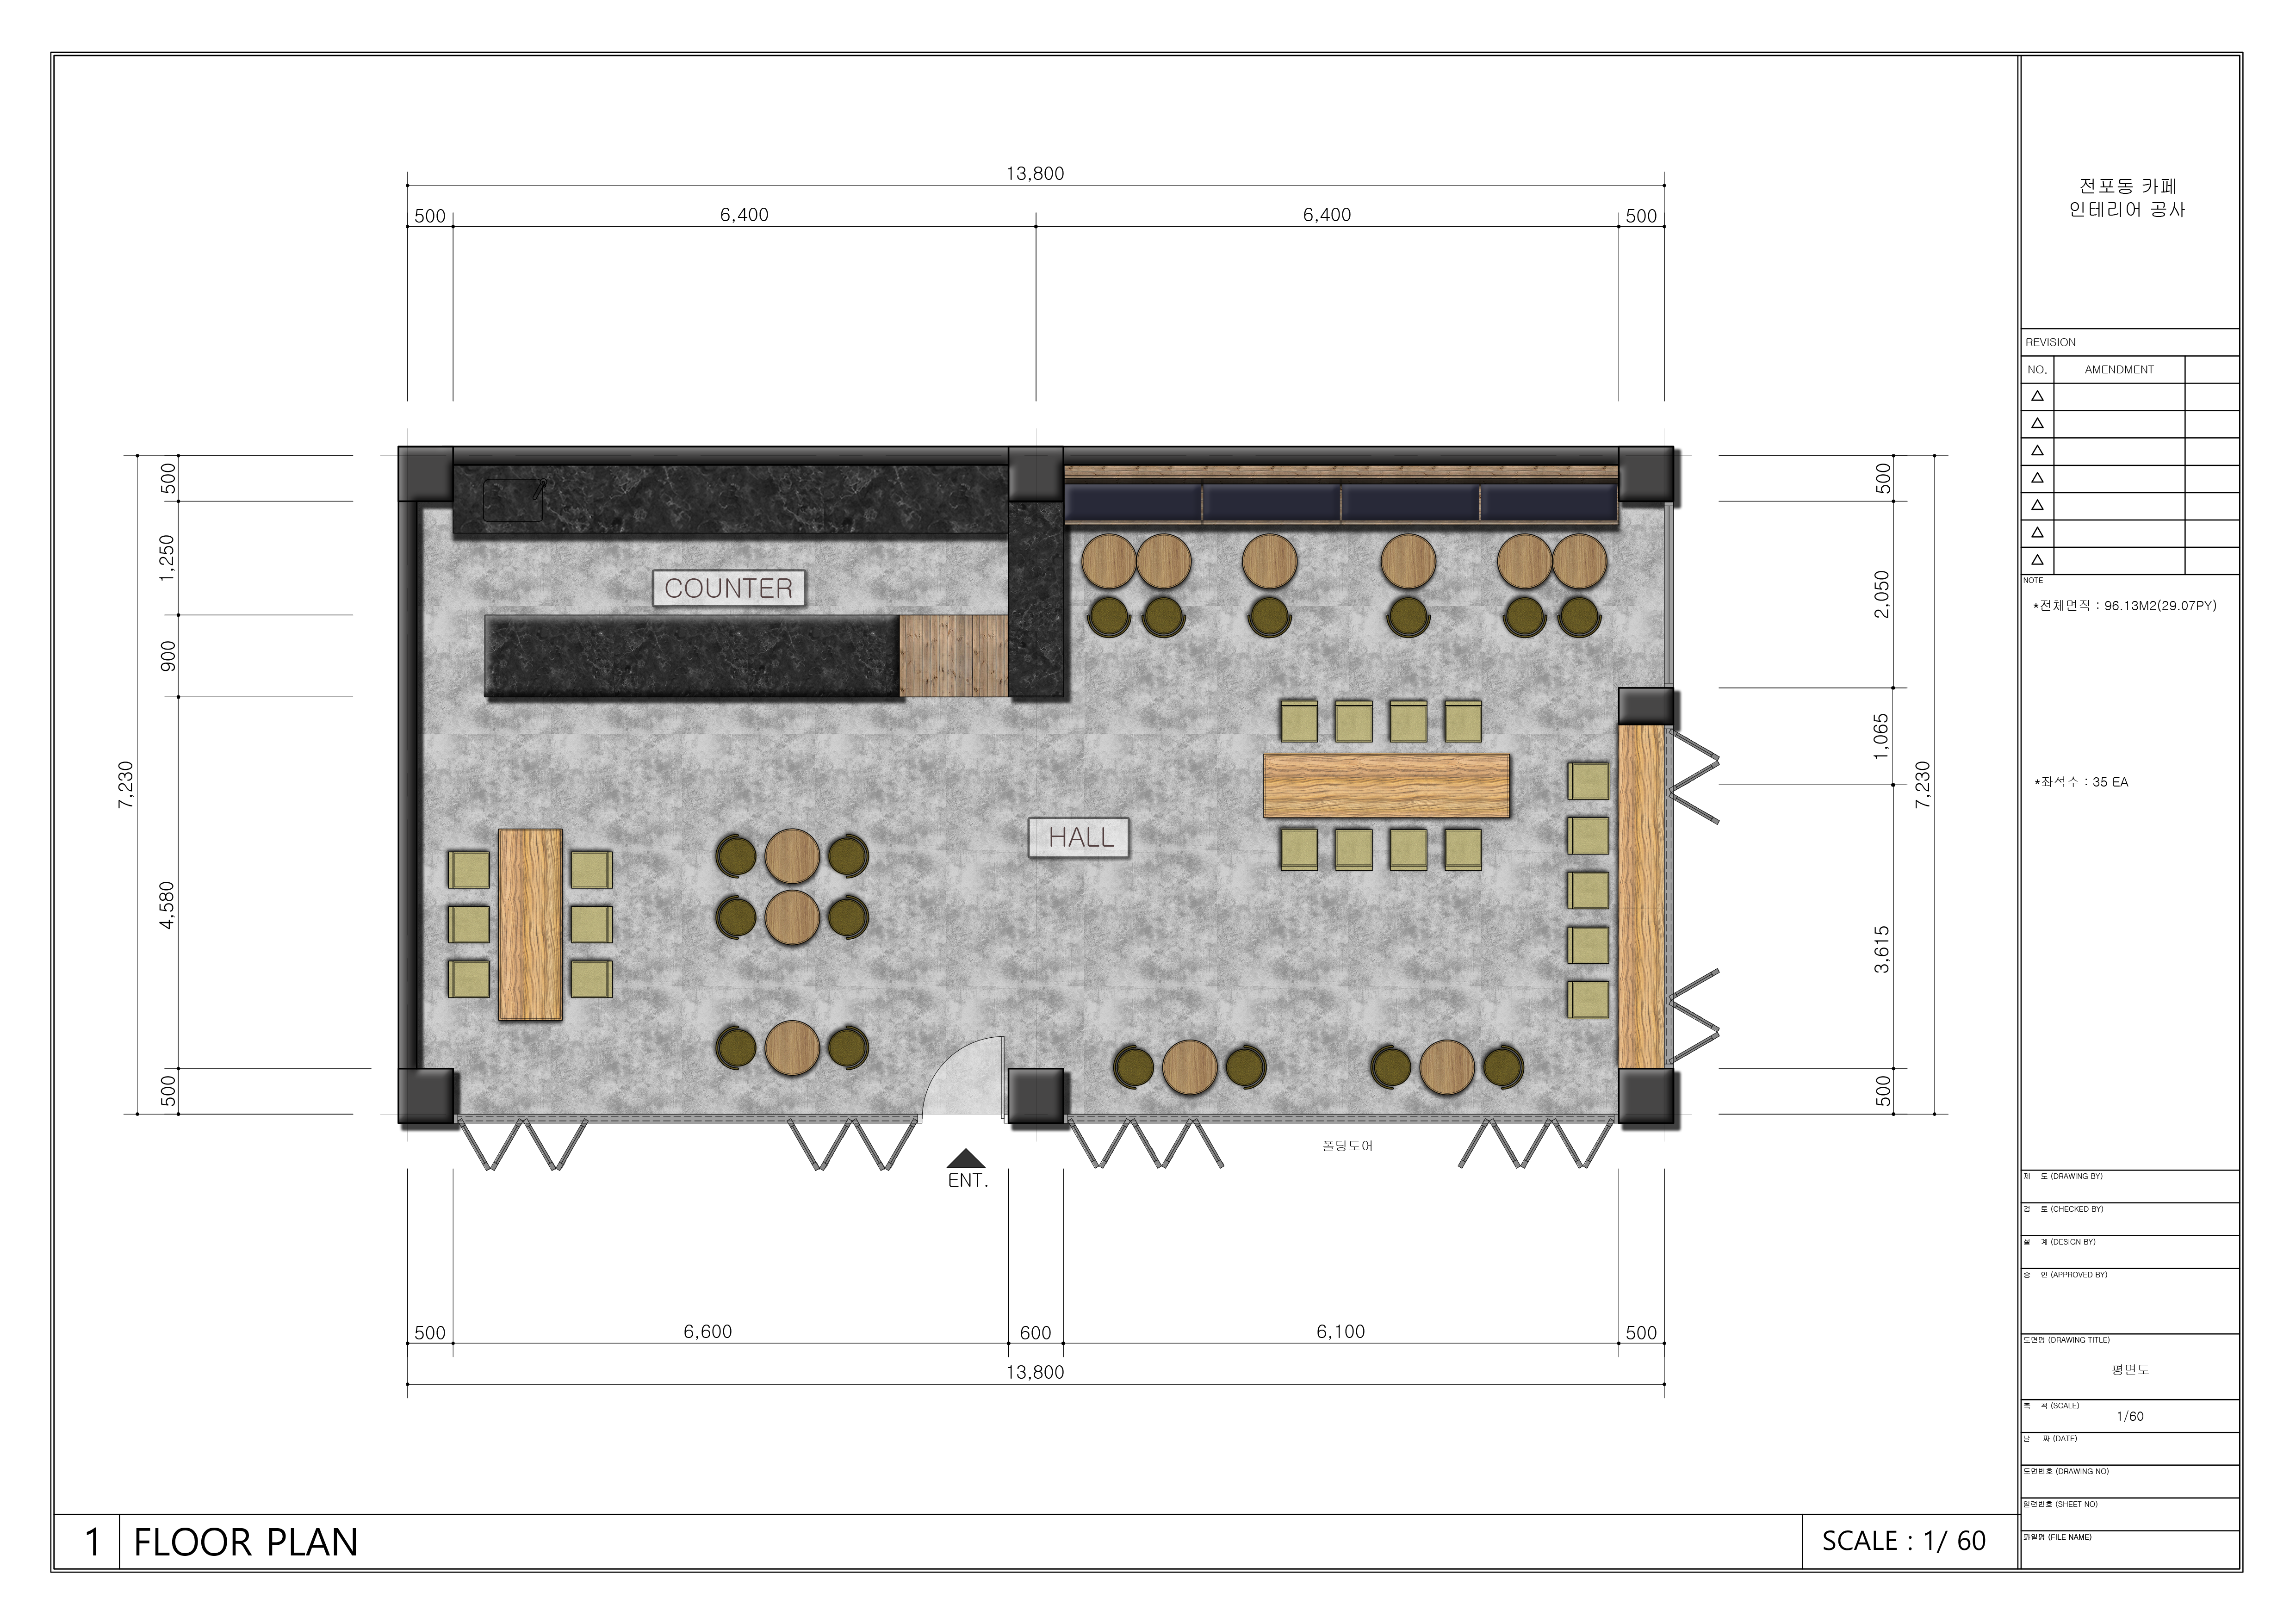 13,800
500
6,400
6,400
500
500
1,250
900
4,580
500
7,230
COUNTER
HALL
500
2,050
1,065
3,615
500
7,230
폴딩도어
ENT.
500
6,600
600
6,100
500
13,800
1 FLOOR PLAN
SCALE : 1/ 60
전포동 카페
인테리어 공사
REVISION
NO. AMENDMENT
NOTE
*전체면적 : 96.13M2(29.07PY)
*좌석수 : 35 EA
제 도 (DRAWING BY)
검 토 (CHECKED BY)
설 계 (DESIGN BY)
승 인 (APPROVED BY)
도면명 (DRAWING TITLE)
평면도
축 척 (SCALE)
1/60
날 짜 (DATE)
도면번호 (DRAWING NO)
일련번호 (SHEET NO)
파일명 (FILE NAME)